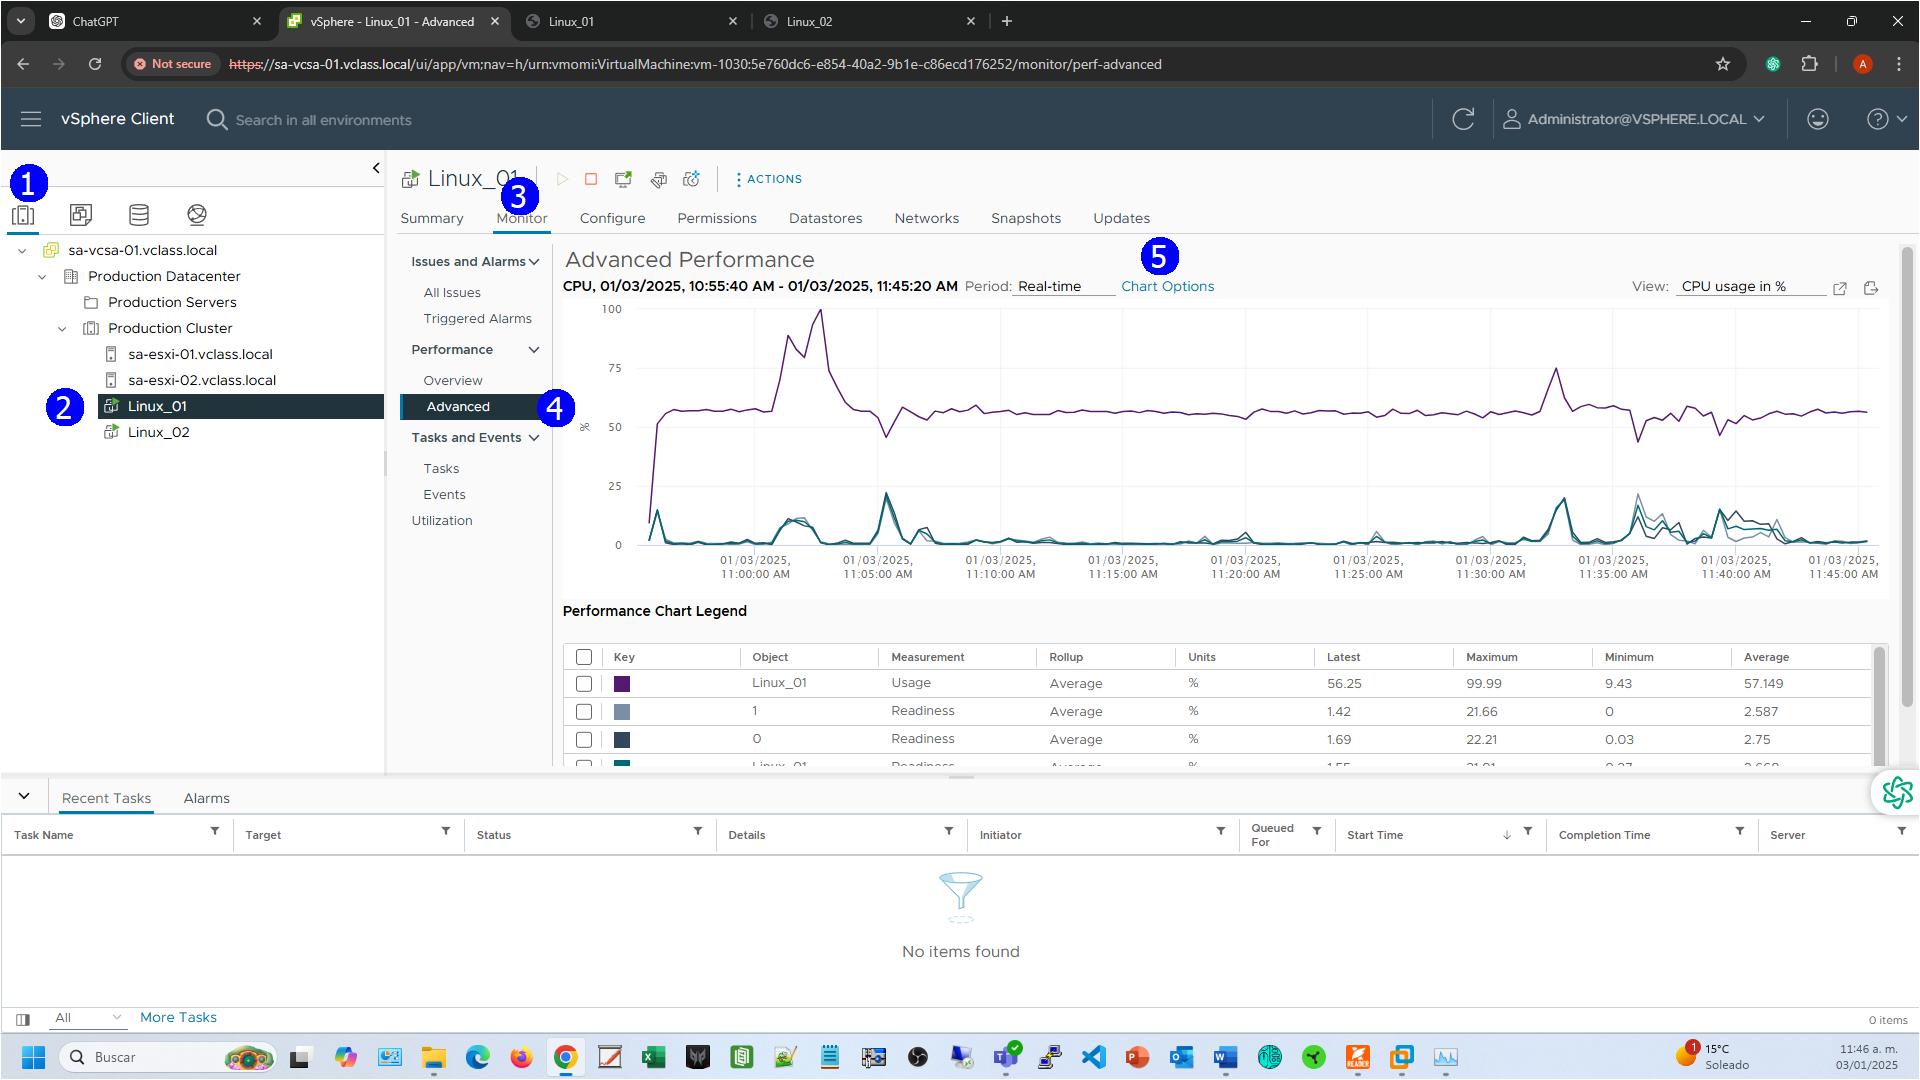 ChatGPT
vSphere - Linux_01 - Advanced
Linux_01
Linux_02
Not secure
https://sa-vcsa-01.vclass.local/ui/app/vm;nav=h/urn:vmomi:VirtualMachine:vm-1030:5e760dc6-e854-40a2-9b1e-c86ecd176252/monitor/perf-advanced
A
vSphere Client
Search in all environments
Administrator@VSPHERE.LOCAL
1
sa-vcsa-01.vclass.local
Production Datacenter
Production Servers
Production Cluster
sa-esxi-01.vclass.local
sa-esxi-02.vclass.local
2
Linux_01
Linux_02
Linux_01
ACTIONS
3
Summary
Monitor
Configure
Permissions
Datastores
Networks
Snapshots
Updates
Issues and Alarms
All Issues
Triggered Alarms
Performance
Overview
Advanced
4
Tasks and Events
Tasks
Events
Utilization
Advanced Performance
5
CPU, 01/03/2025, 10:55:40 AM - 01/03/2025, 11:45:20 AM
Period: Real-time
Chart Options
View: CPU usage in %
100
75
50
25
0
%
01/03/2025, 11:00:00 AM
01/03/2025, 11:05:00 AM
01/03/2025, 11:10:00 AM
01/03/2025, 11:15:00 AM
01/03/2025, 11:20:00 AM
01/03/2025, 11:25:00 AM
01/03/2025, 11:30:00 AM
01/03/2025, 11:35:00 AM
01/03/2025, 11:40:00 AM
01/03/2025, 11:45:00 AM
Performance Chart Legend
Key Object Measurement Rollup Units Latest Maximum Minimum Average
Linux_01 Usage Average % 56.25 99.99 9.43 57.149
1 Readiness Average % 1.42 21.66 0 2.587
0 Readiness Average % 1.69 22.21 0.03 2.75
Linux_01 Readiness Average %
Recent Tasks
Alarms
Task Name Target Status Details Initiator Queued For Start Time Completion Time Server
No items found
All
More Tasks
0 items
Buscar
1
15°C
Soleado
11:46 a. m.
03/01/2025